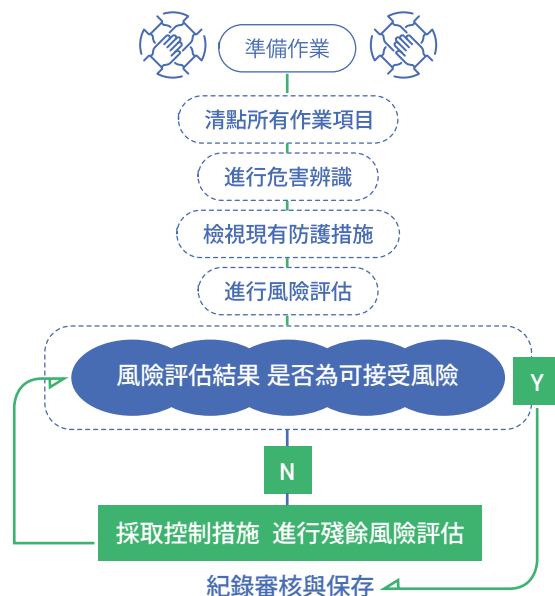 準備作業
清點所有作業項目
進行危害辨識
檢視現有防護措施
進行風險評估
風險評估結果 是否為可接受風險
Y
N
採取控制措施 進行殘餘風險評估
紀錄審核與保存